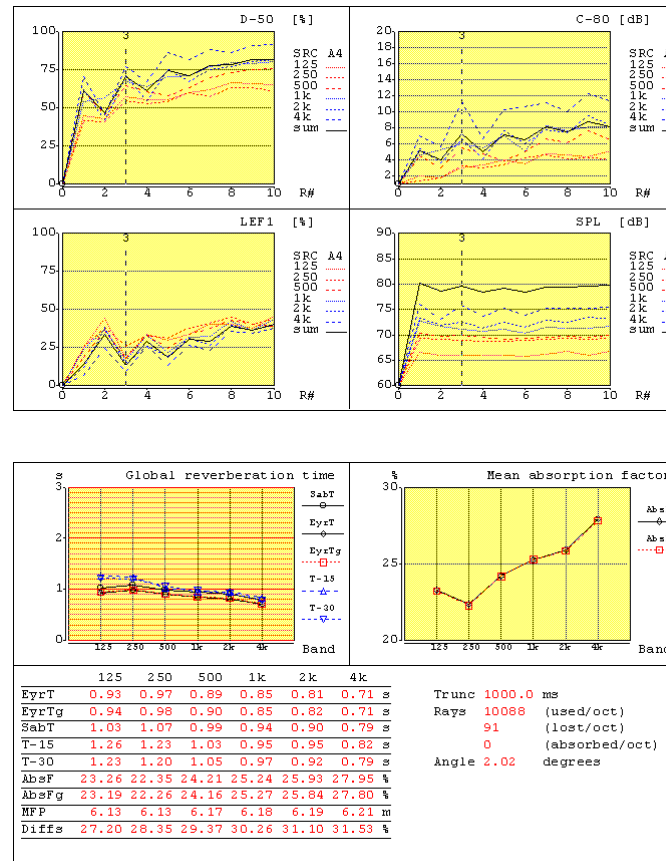 D-50 [%]
100
75
50
25
0
0 2 4 6 8 10
R#
3
SRC A4
125
250
500
1k
2k
4k
sum
C-80 [dB]
20
18
16
14
12
10
8
6
4
2
0 2 4 6 8 10
R#
3
SRC A
125
250
500
1k
2k
4k
sum
LEF1 [%]
100
75
50
25
0
0 2 4 6 8 10
R#
3
SRC A4
125
250
500
1k
2k
4k
sum
SPL [dB]
90
85
80
75
70
65
60
0 2 4 6 8 10
R#
3
SRC A
125
250
500
1k
2k
4k
sum
s Global reverberation time
3
2
1
0
125 250 500 1k 2k 4k
Band
SabT
EyrT
EyrTg
T-15
T-30
% Mean absorption factor
30
25
20
125 250 500 1k 2k 4k
Band
Abs
Abs
125 250 500 1k 2k 4k
EyrT 0.93 0.97 0.89 0.85 0.81 0.71 s
EyrTg 0.94 0.98 0.90 0.85 0.82 0.71 s
SabT 1.03 1.07 0.99 0.94 0.90 0.79 s
T-15 1.26 1.23 1.03 0.95 0.95 0.82 s
T-30 1.23 1.20 1.05 0.97 0.92 0.79 s
AbsF 23.26 22.35 24.21 25.24 25.93 27.95 %
AbsFg 23.19 22.26 24.16 25.27 25.84 27.80 %
MFP 6.13 6.13 6.17 6.18 6.19 6.21 m
Diffs 27.20 28.35 29.37 30.26 31.10 31.53 %
Trunc 1000.0 ms
Rays 10088 (used/oct)
91 (lost/oct)
0 (absorbed/oct)
Angle 2.02 degrees